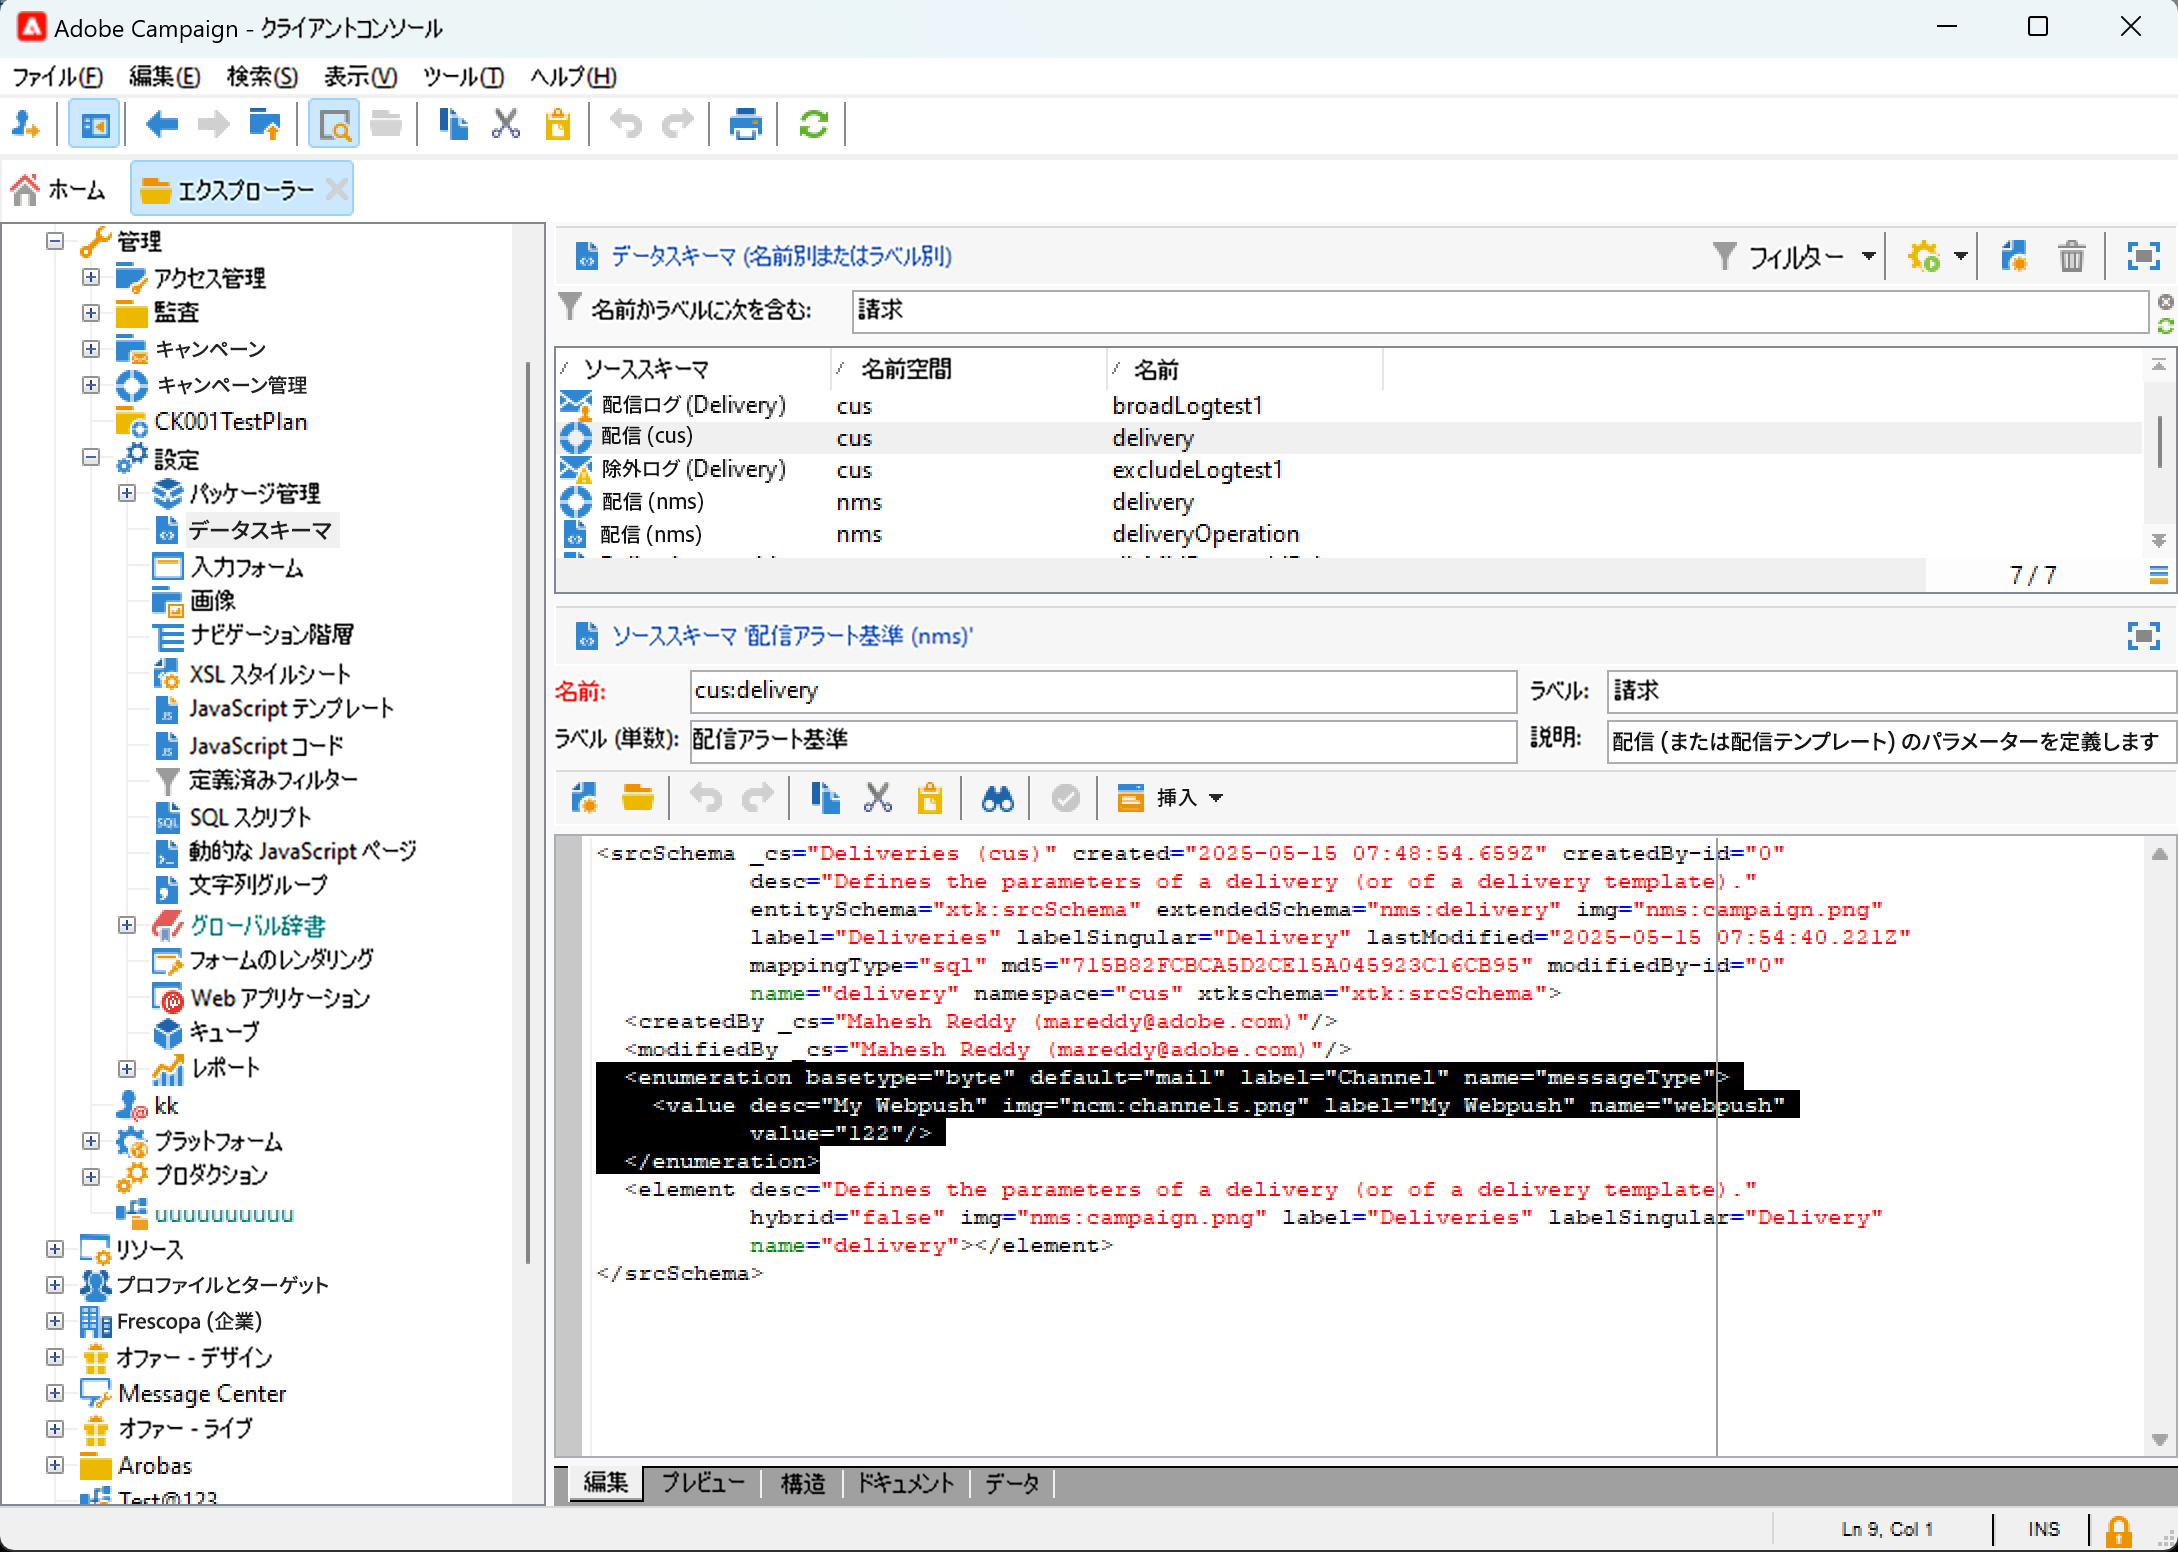 Adobe Campaign - クライアントコンソール
ファイル(F) 編集(E) 検索(S) 表示(V) ツール(T) ヘルプ(H)
ホーム エクスプローラー
管理
アクセス管理
監査
キャンペーン
キャンペーン管理
CK001TestPlan
設定
パッケージ管理
データスキーマ
入力フォーム
画像
ナビゲーション階層
XSL スタイルシート
JavaScript テンプレート
JavaScript コード
定義済みフィルター
SQL スクリプト
動的な JavaScript ページ
文字列グループ
グローバル辞書
フォームのレンダリング
Web アプリケーション
キューブ
レポート
kk
プラットフォーム
プロダクション
uuuuuuuuuu
リソース
プロファイルとターゲット
Frescopa (企業)
オファー - デザイン
Message Center
オファー - ライブ
Arobas
Test@123
データスキーマ (名前別またはラベル別) フィルター
名前かラベルに次を含む: 請求
ソーススキーマ 名前空間 名前
配信ログ (Delivery) cus broadLogtest1
配信 (cus) cus delivery
除外ログ (Delivery) cus excludeLogtest1
配信 (nms) nms delivery
配信 (nms) nms deliveryOperation
7 / 7
ソーススキーマ '配信アラート基準 (nms)'
名前: cus:delivery ラベル: 請求
ラベル (単数): 配信アラート基準 説明: 配信 (または配信テンプレート) のパラメーターを定義します
挿入
<srcSchema _cs="Deliveries (cus)" created="2025-05-15 07:48:54.659Z" createdBy-id="0"
desc="Defines the parameters of a delivery (or of a delivery template)."
entitySchema="xtk:srcSchema" extendedSchema="nms:delivery" img="nms:campaign.png"
label="Deliveries" labelSingular="Delivery" lastModified="2025-05-15 07:54:40.221Z"
mappingType="sql" md5="715B82FCBCA5D2CE15A045923C16CB95" modifiedBy-id="0"
name="delivery" namespace="cus" xtkschema="xtk:srcSchema">
<createdBy _cs="Mahesh Reddy (mareddy@adobe.com)"/>
<modifiedBy _cs="Mahesh Reddy (mareddy@adobe.com)"/>
<enumeration basetype="byte" default="mail" label="Channel" name="messageType">
<value desc="My Webpush" img="ncm:channels.png" label="My Webpush" name="webpush"
value="122"/>
</enumeration>
<element desc="Defines the parameters of a delivery (or of a delivery template)."
hybrid="false" img="nms:campaign.png" label="Deliveries" labelSingular="Delivery"
name="delivery"></element>
</srcSchema>
編集 プレビュー 構造 ドキュメント データ
Ln 9, Col 1 INS